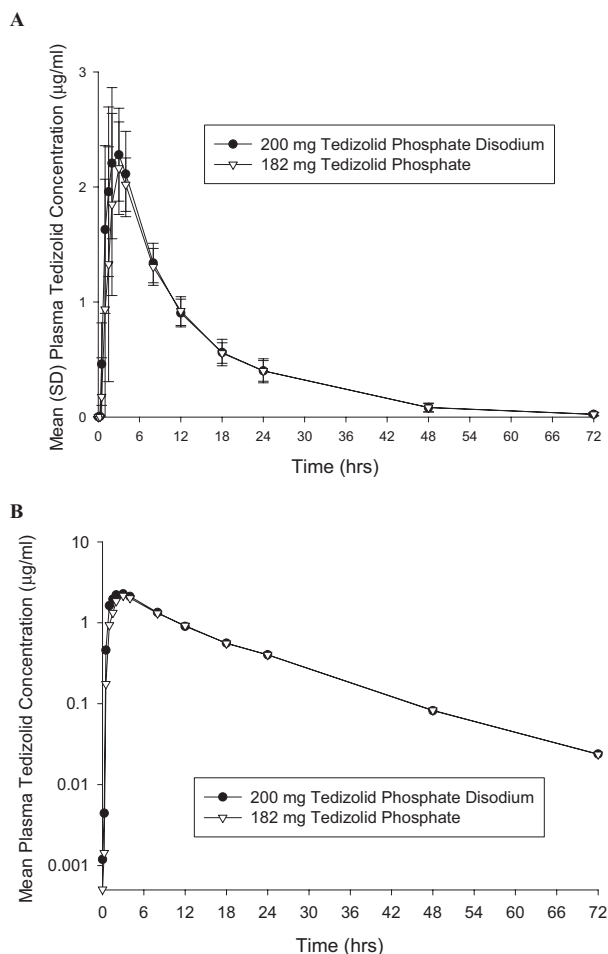 A
Mean (SD) Plasma Tedizolid Concentration (μg/ml)
3
2
1
0
200 mg Tedizolid Phosphate Disodium
182 mg Tedizolid Phosphate
0 6 12 18 24 30 36 42 48 54 60 66 72
Time (hrs)
B
Mean Plasma Tedizolid Concentration (μg/ml)
10
1
0.1
0.01
0.001
200 mg Tedizolid Phosphate Disodium
182 mg Tedizolid Phosphate
0 6 12 18 24 30 36 42 48 54 60 66 72
Time (hrs)